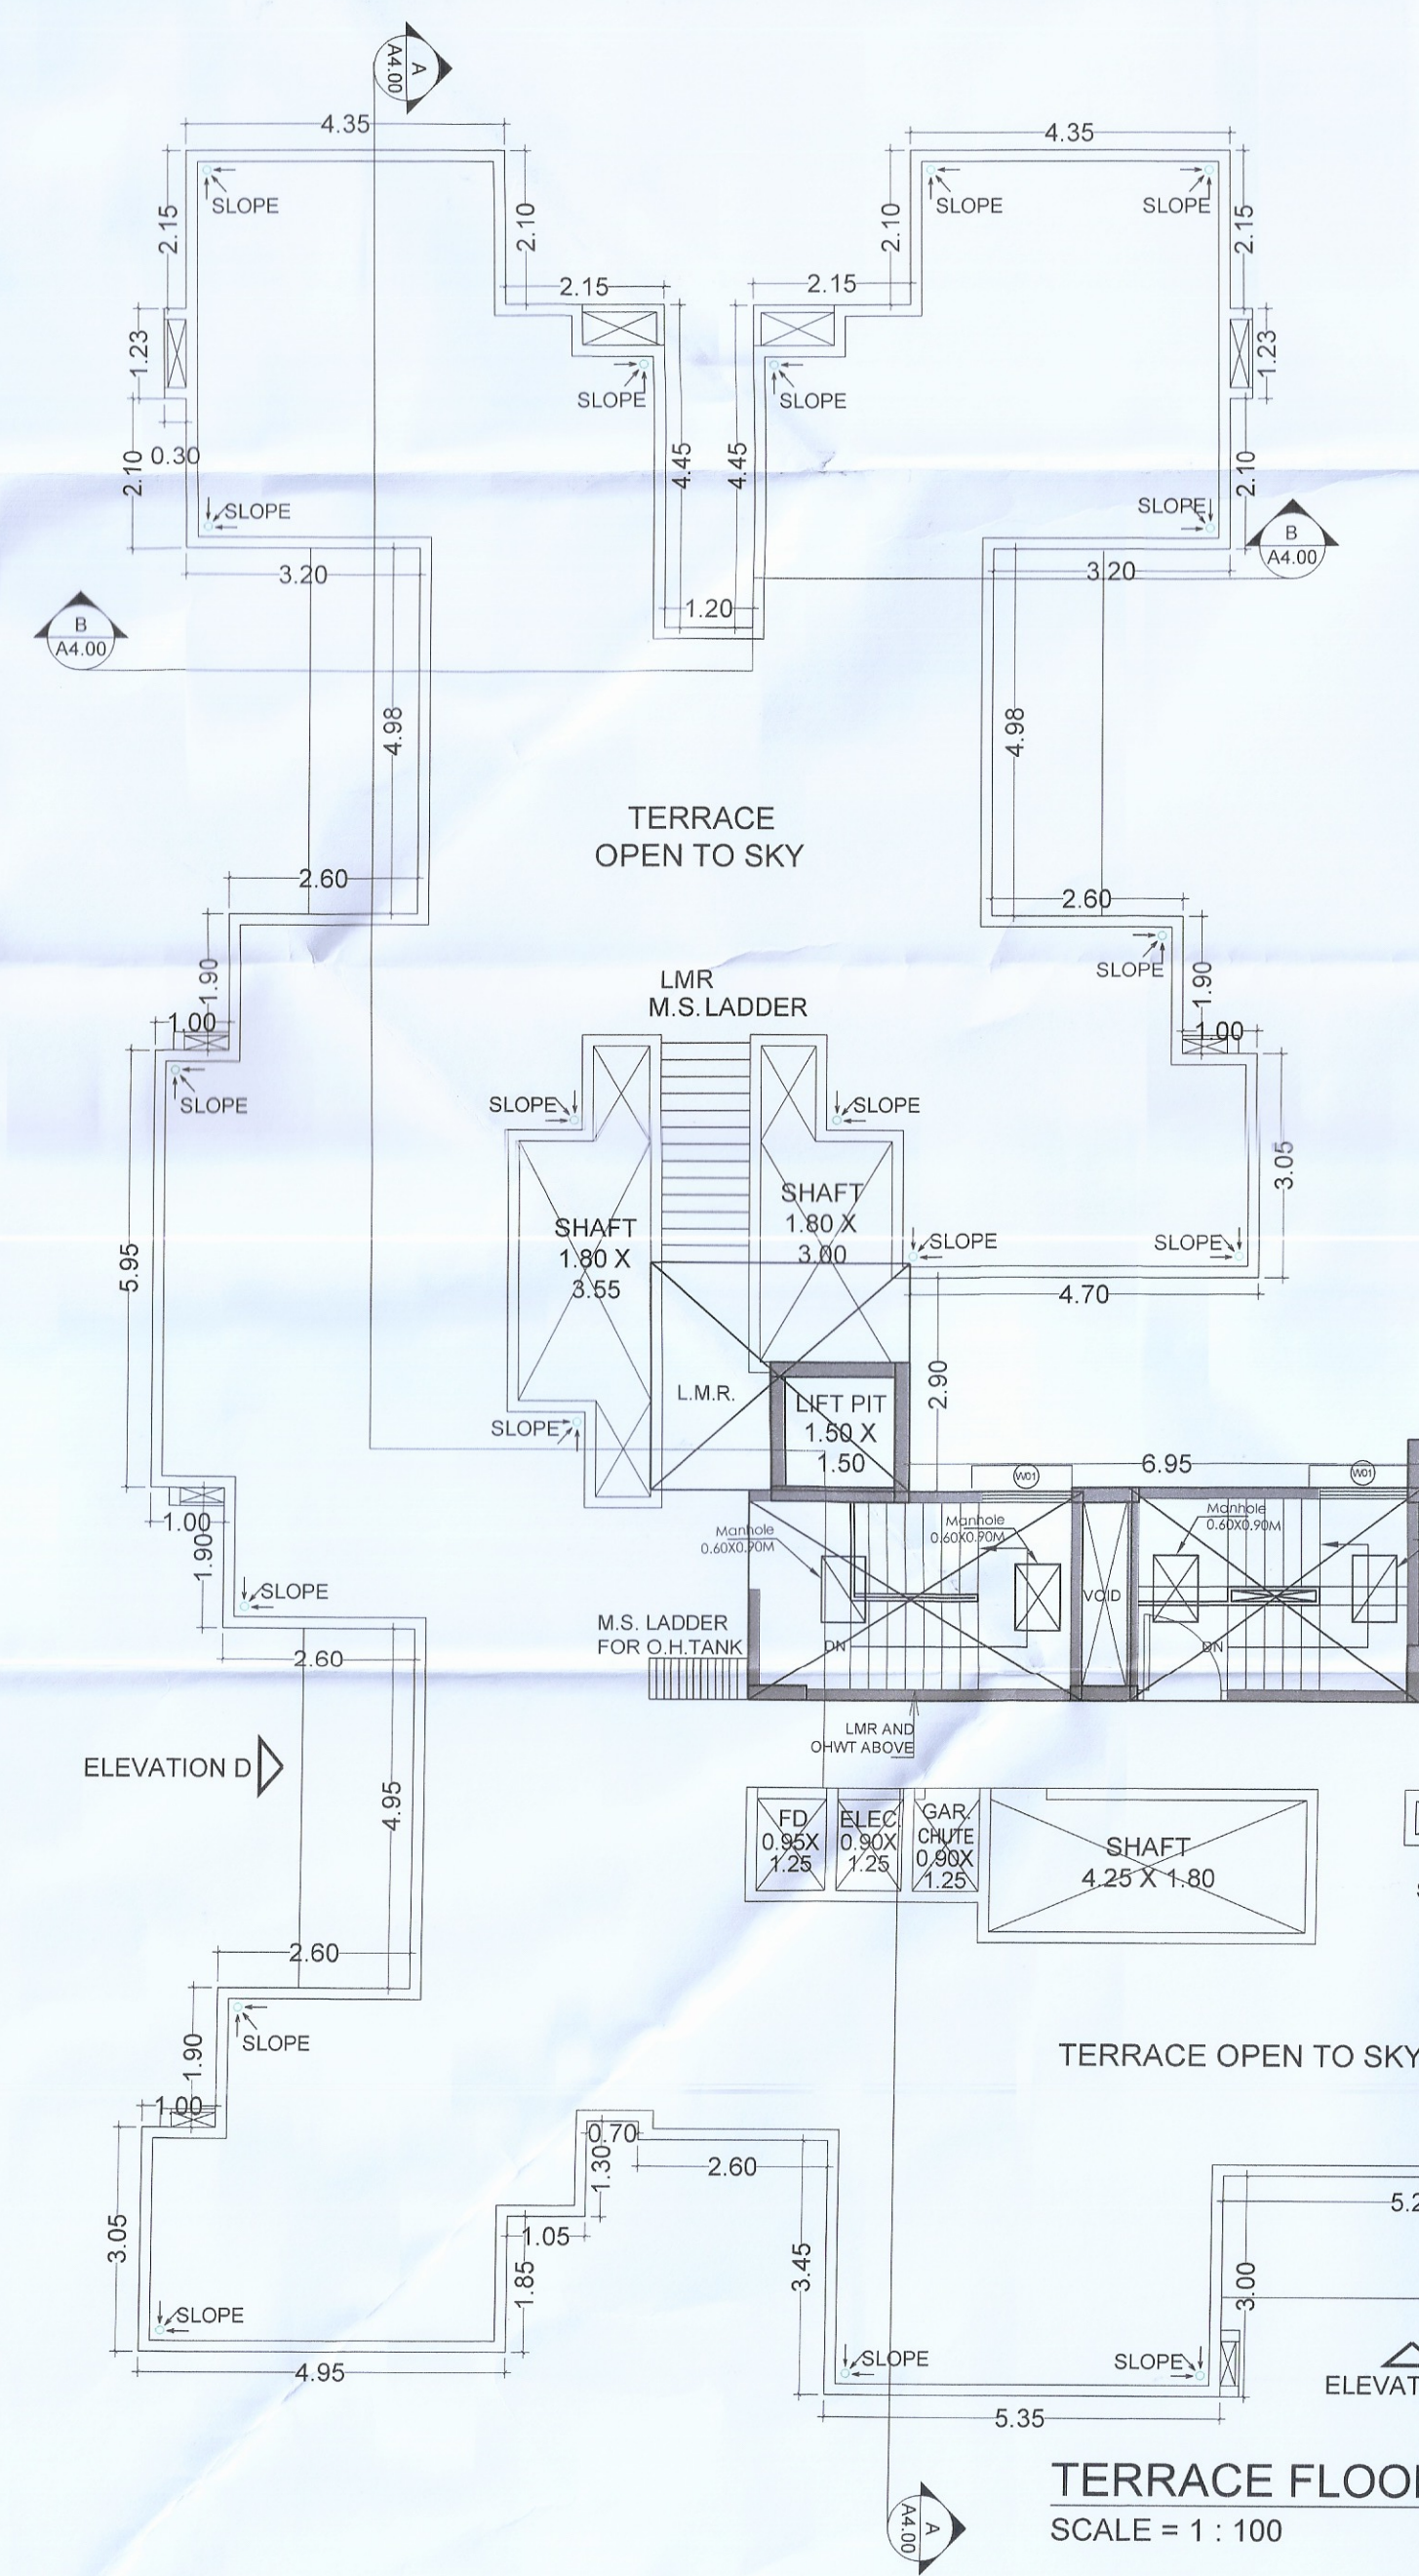 A
A4.00
4.35
4.35
SLOPE
SLOPE
SLOPE
2.15
2.10
2.10
2.15
2.15
2.15
1.23
1.23
SLOPE
SLOPE
0.30
2.10
4.45
4.45
2.10
SLOPE
SLOPE
B
A4.00
3.20
3.20
1.20
B
A4.00
4.98
4.98
TERRACE
OPEN TO SKY
2.60
2.60
1.90
SLOPE
1.90
LMR
M.S. LADDER
1.00
1.00
SLOPE
SLOPE
SLOPE
3.05
SHAFT
1.80 X
3.00
SHAFT
1.80 X
3.55
SLOPE
SLOPE
5.95
4.70
2.90
L.M.R.
LIFT PIT
1.50 X
1.50
SLOPE
6.95
W01
W01
1.00
1.90
Manhole
0.60X0.90M
Manhole
0.60X0.90M
Manhole
0.60X0.90M
SLOPE
VOID
M.S. LADDER
FOR O.H.TANK
DN
DN
2.60
LMR AND
OHWT ABOVE
ELEVATION D
4.95
FD
0.95X
1.25
ELEC.
0.90X
1.25
GAR.
CHUTE
0.90X
1.25
SHAFT
4.25 X 1.80
2.60
SLOPE
1.90
TERRACE OPEN TO SKY
1.00
0.70
1.30
2.60
3.05
1.05
1.85
3.45
5.2
3.00
SLOPE
4.95
SLOPE
SLOPE
ELEVAT
5.35
TERRACE FLOO
SCALE = 1 : 100
A
A4.00